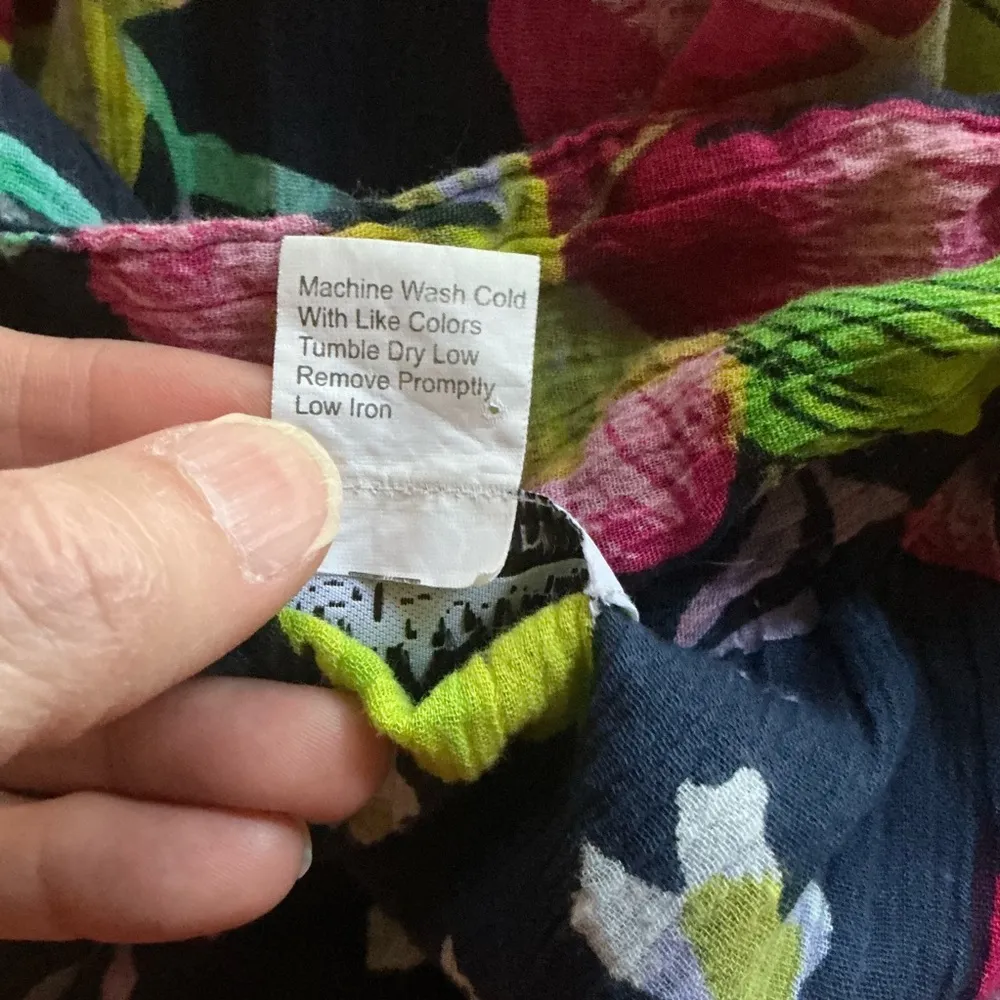 Machine Wash Cold
With Like Colors
Tumble Dry Low
Remove Promptly
Low Iron